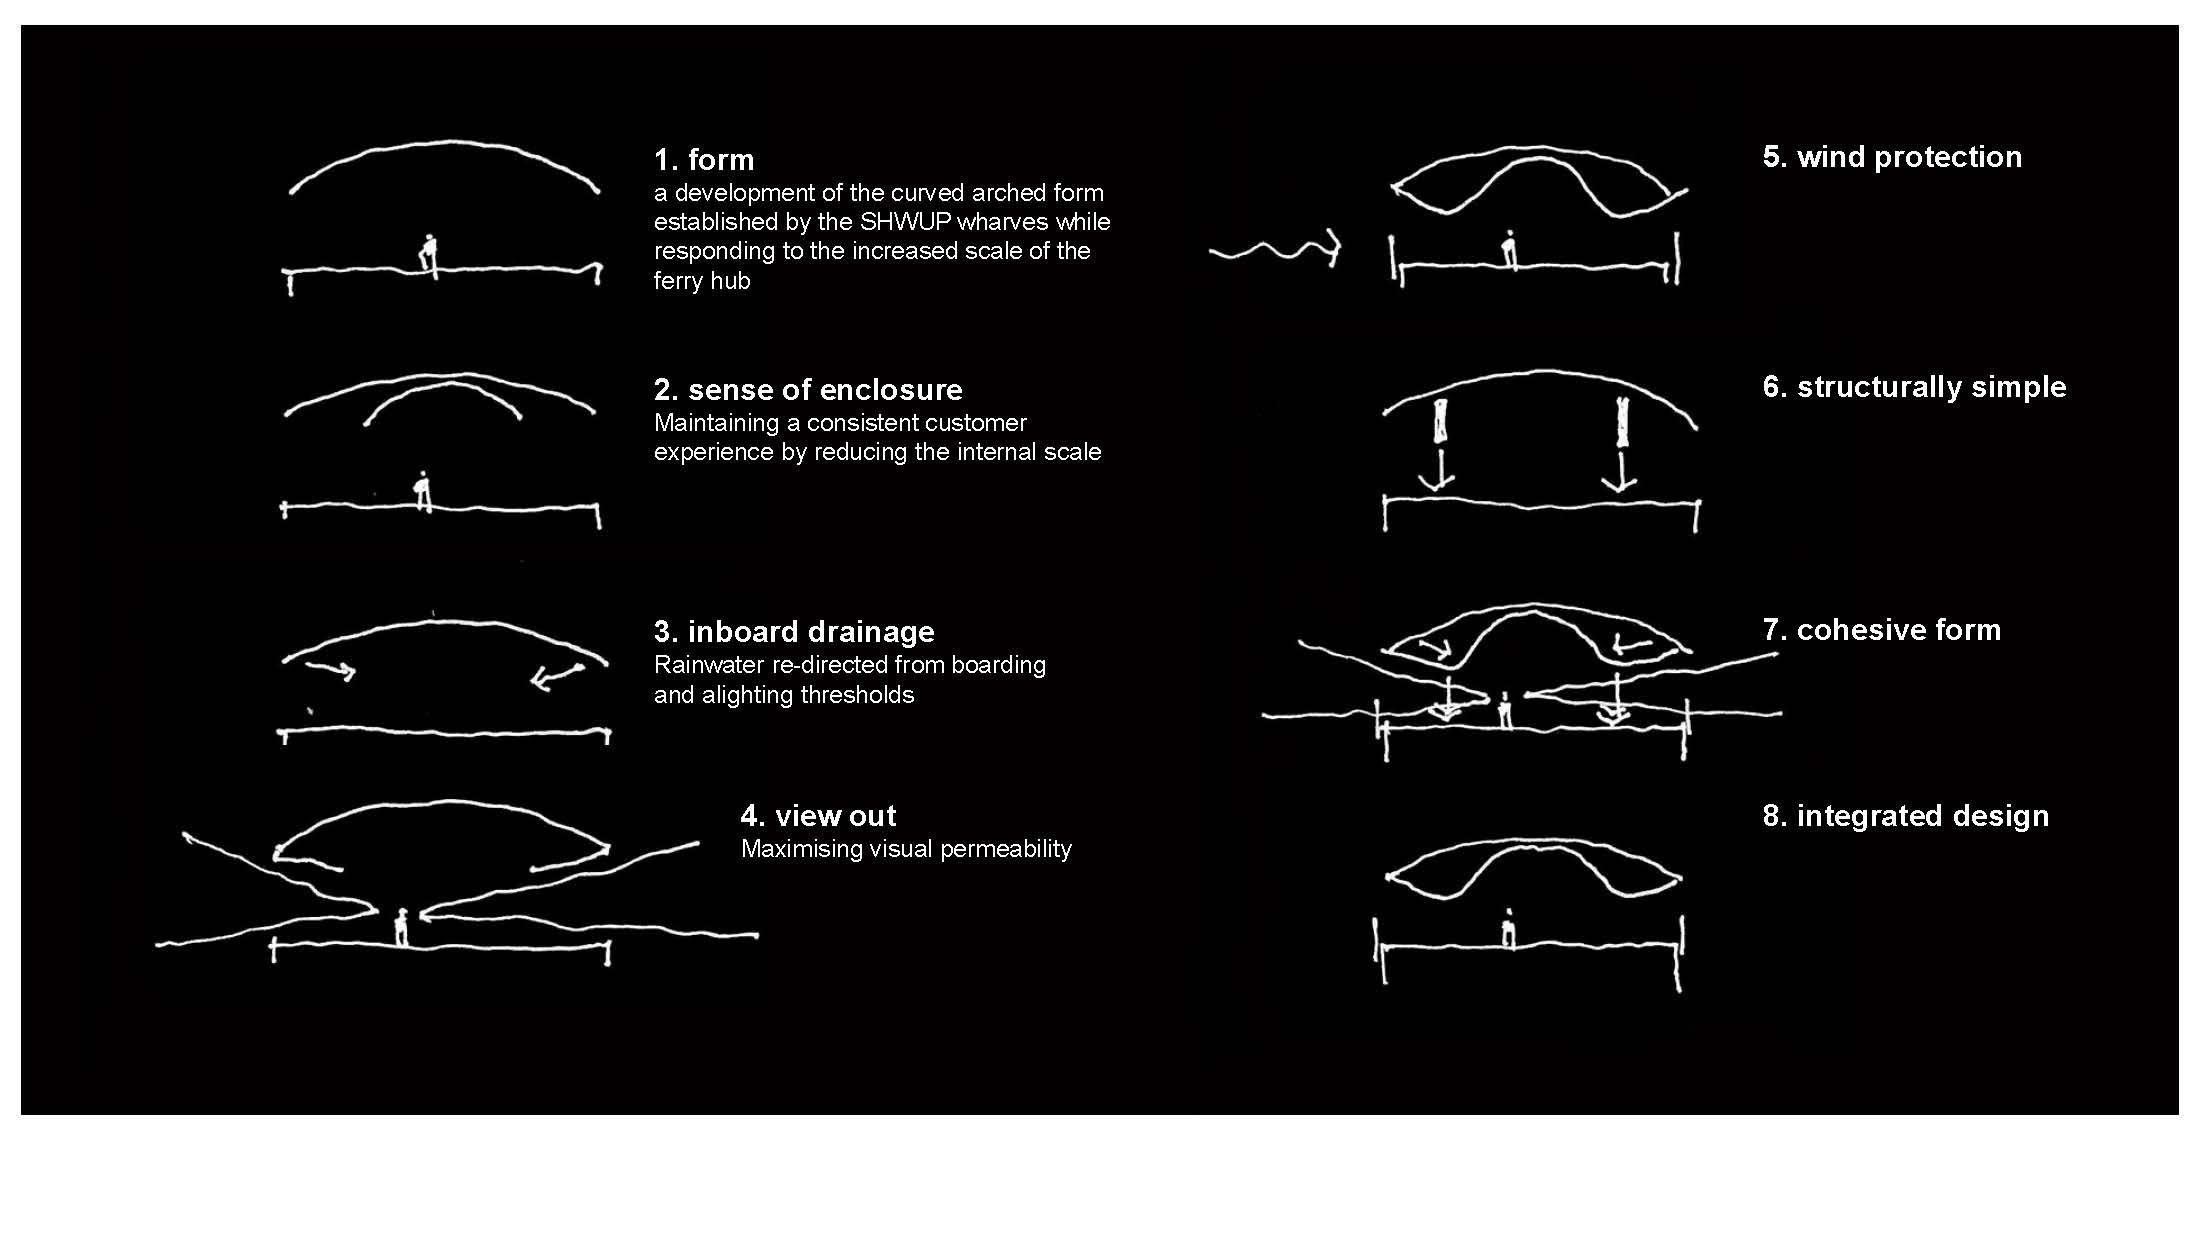 1. form
a development of the curved arched form
established by the SHWUP wharves while
responding to the increased scale of the
ferry hub
2. sense of enclosure
Maintaining a consistent customer
experience by reducing the internal scale
3. inboard drainage
Rainwater re-directed from boarding
and alighting thresholds
4. view out
Maximising visual permeability
5. wind protection
6. structurally simple
7. cohesive form
8. integrated design